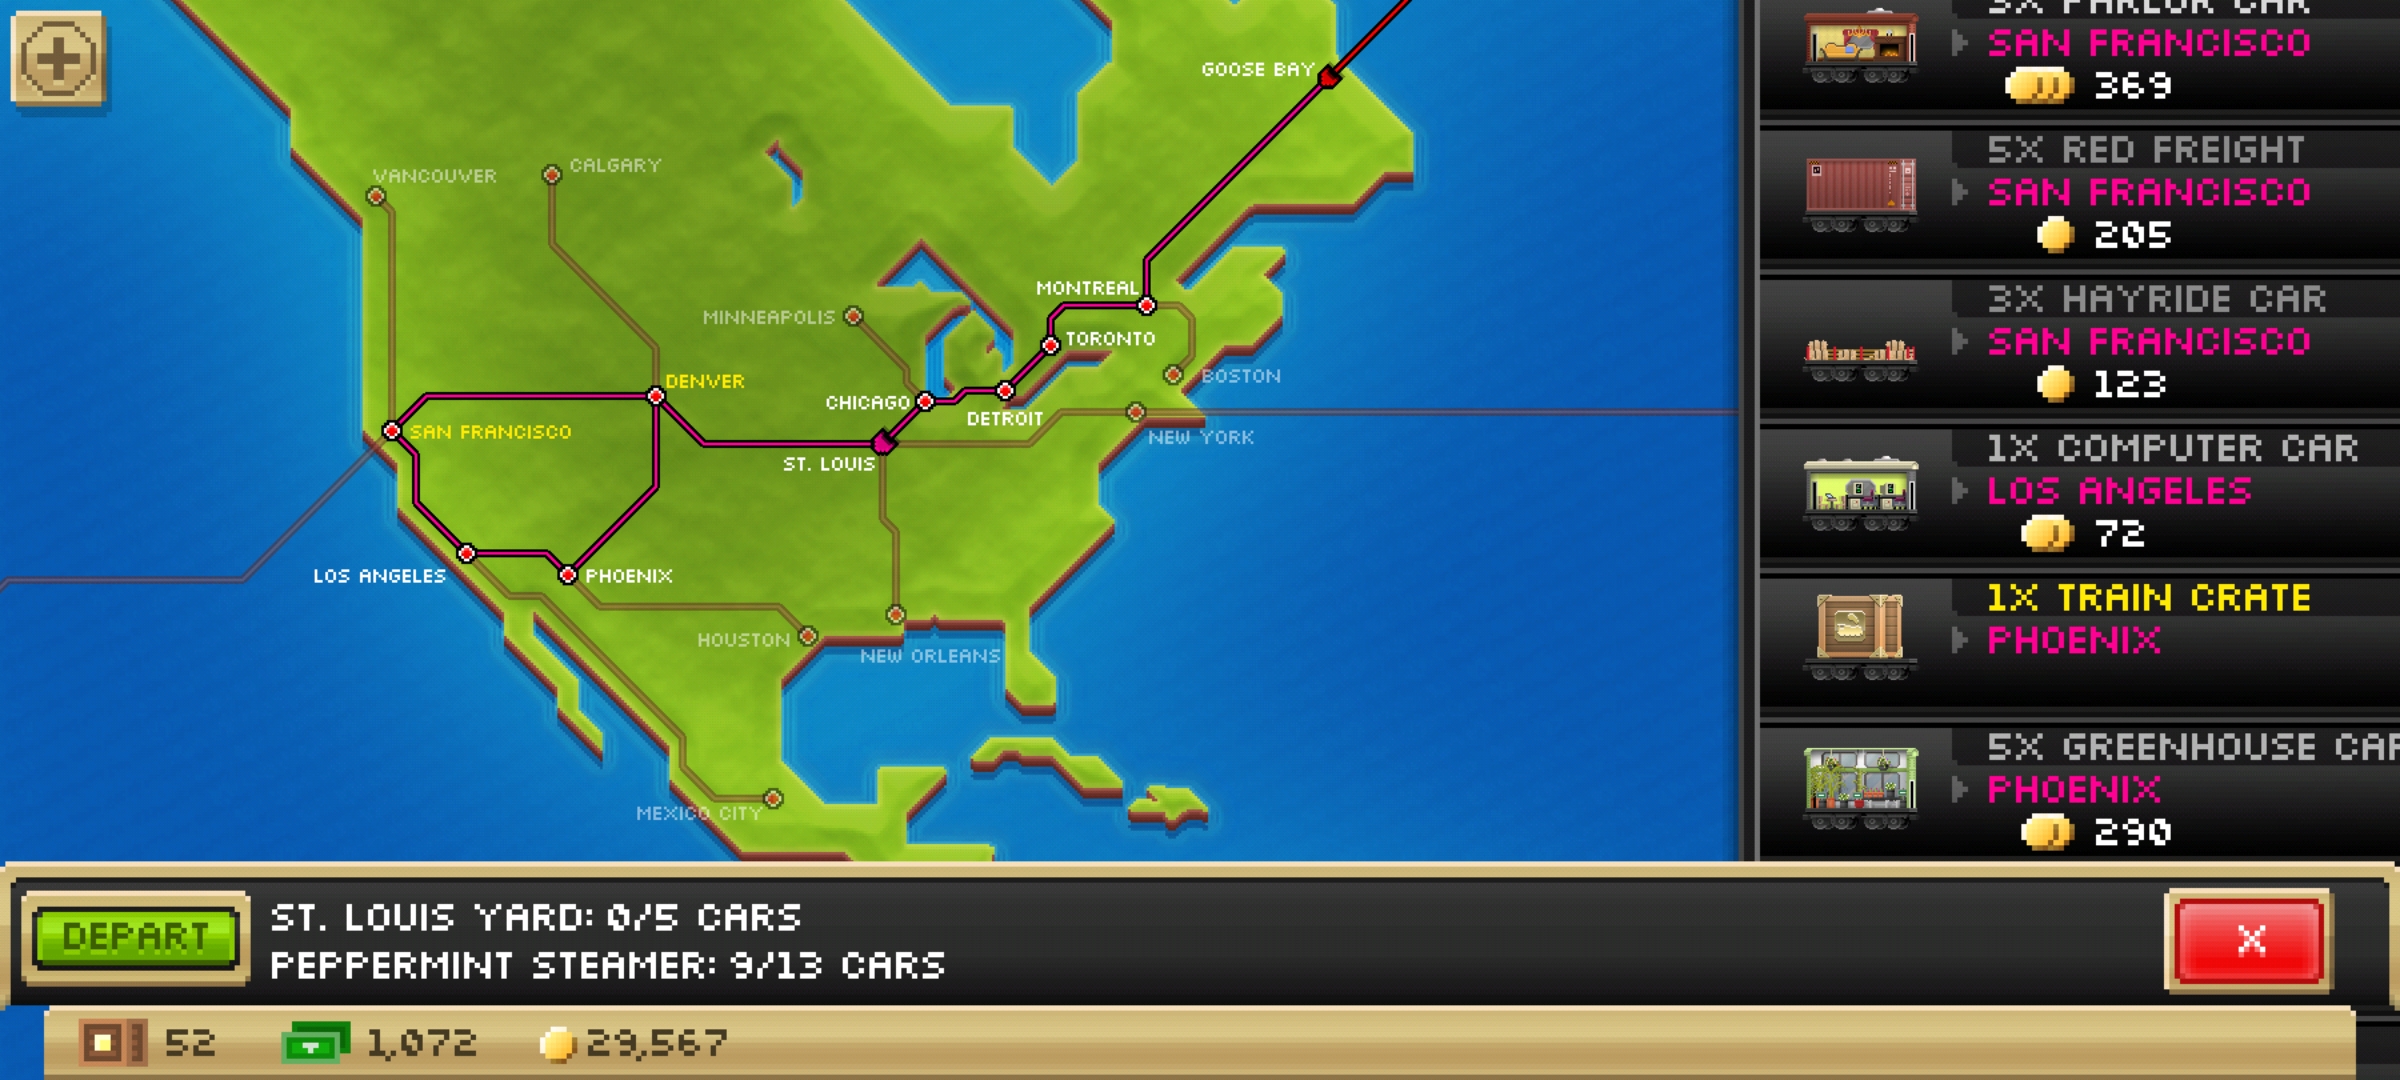 GOOSE BAY
VANCOUVER
CALGARY
MINNEAPOLIS
MONTREAL
TORONTO
BOSTON
DENVER
CHICAGO
DETROIT
NEW YORK
SAN FRANCISCO
ST. LOUIS
LOS ANGELES
PHOENIX
HOUSTON
NEW ORLEANS
MEXICO CITY
3X PARLOR CAR
SAN FRANCISCO
369
5X RED FREIGHT
SAN FRANCISCO
205
3X HAYRIDE CAR
SAN FRANCISCO
123
1X COMPUTER CAR
LOS ANGELES
72
1X TRAIN CRATE
PHOENIX
5X GREENHOUSE CAR
PHOENIX
290
DEPART
ST. LOUIS YARD: 0/5 CARS
PEPPERMINT STEAMER: 9/13 CARS
X
52
1,072
29,567